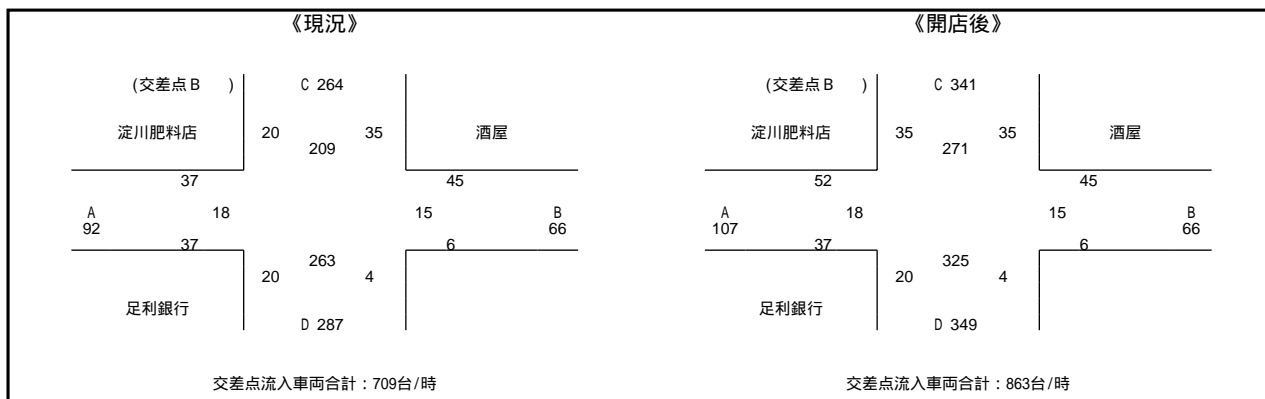 《現況》 《開店後》
(交差点B ) C 264 (交差点B ) C 341
淀川肥料店 20 35 酒屋 淀川肥料店 35 35 酒屋
209 271
37 45 52 45
A 18 15 B A 18 15 B
92 66 107 66
37 6 37 6
263 325
20 4 20 4
足利銀行 足利銀行
D 287 D 349
交差点流入車両合計：709台/時 交差点流入車両合計：863台/時